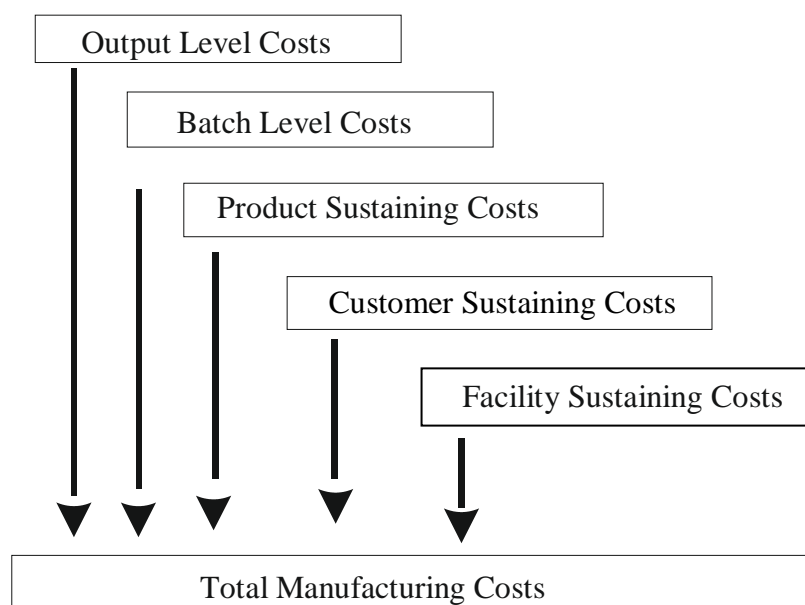 Output Level Costs
Batch Level Costs
Product Sustaining Costs
Customer Sustaining Costs
Facility Sustaining Costs
Total Manufacturing Costs